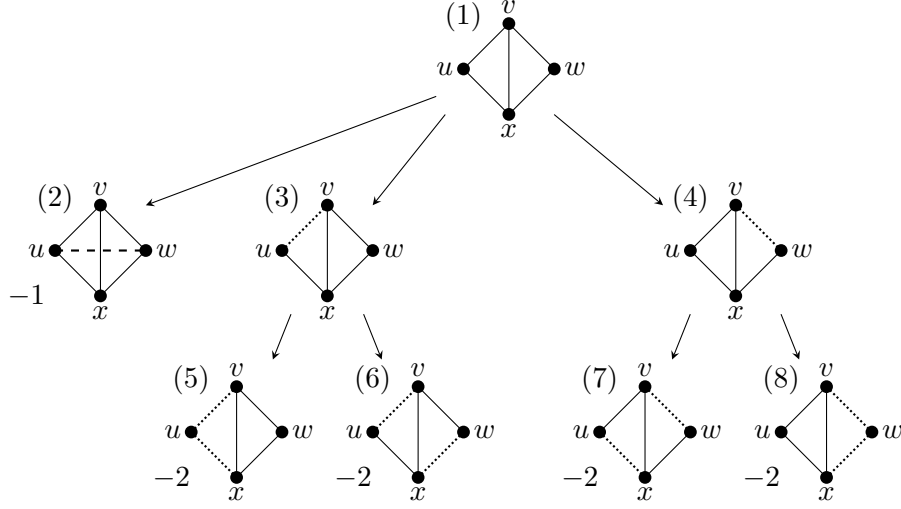 (1) v
u w
x
(2) v (3) v (4) v
u w u w u w
−1 x x x
(5) v (6) v (7) v (8) v
u w u w u w u w
−2 x −2 x −2 x −2 x